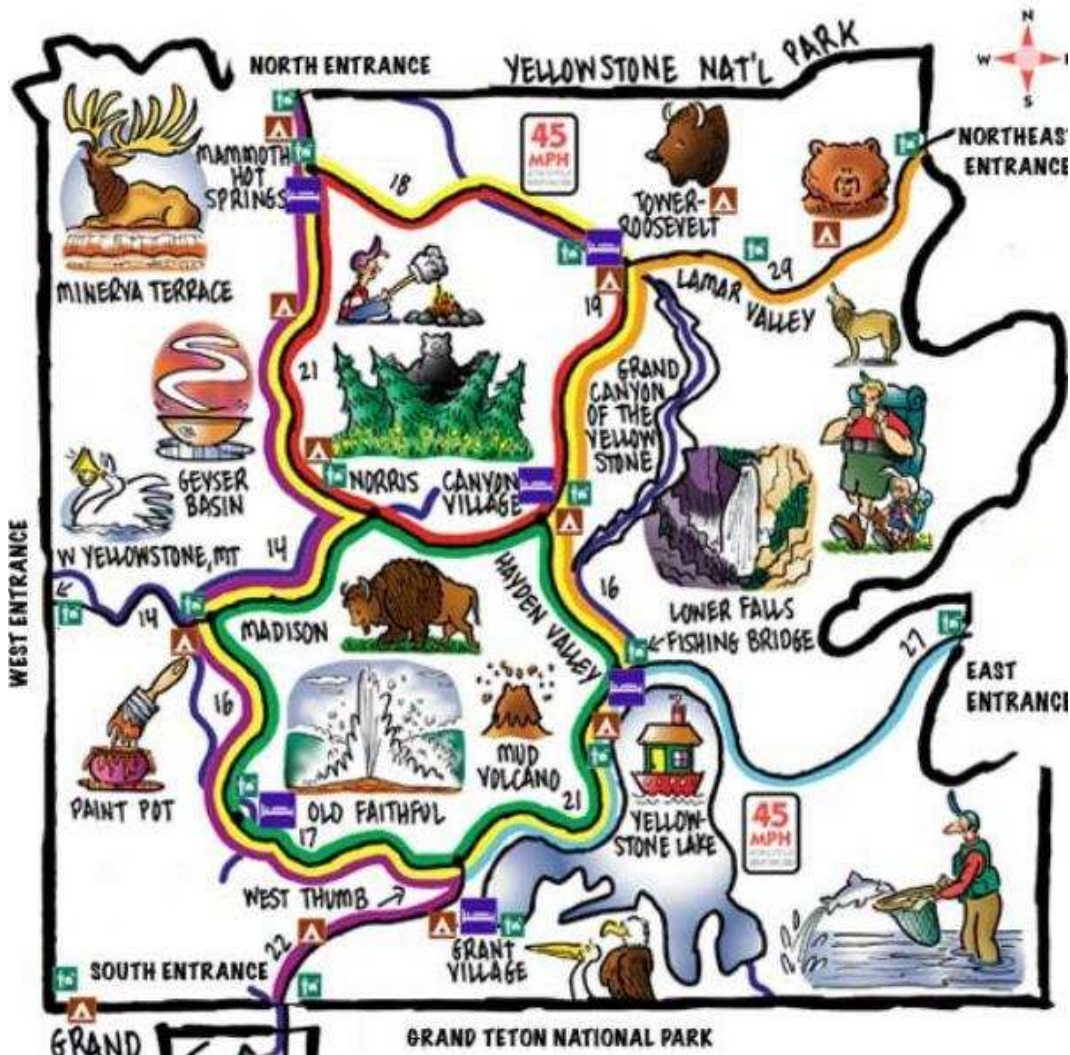 YELLOWSTONE NAT'L PARK
N
W
S
NORTH ENTRANCE
45
MPH
NORTHEAST
ENTRANCE
MAMMOTH
HOT
SPRINGS
18
TOWER-
ROOSEVELT
29
LAMAR
VALLEY
MINERVA TERRACE
19
21
GRAND
CANYON
OF THE
YELLOW
STONE
GEYSER
BASIN
NORRIS
CANYON
VILLAGE
W YELLOWSTONE, MT
14
WEST ENTRANCE
14
MADISON
HAYDEN VALLEY
16
LOWER FALLS
FISHING BRIDGE
27
EAST
ENTRANCE
16
PAINT POT
OLD FAITHFUL
MUD
VOLCANO
21
YELLOW-
STONE LAKE
45
MPH
17
WEST THUMB
GRANT
VILLAGE
22
SOUTH ENTRANCE
GRAND
GRAND TETON NATIONAL PARK